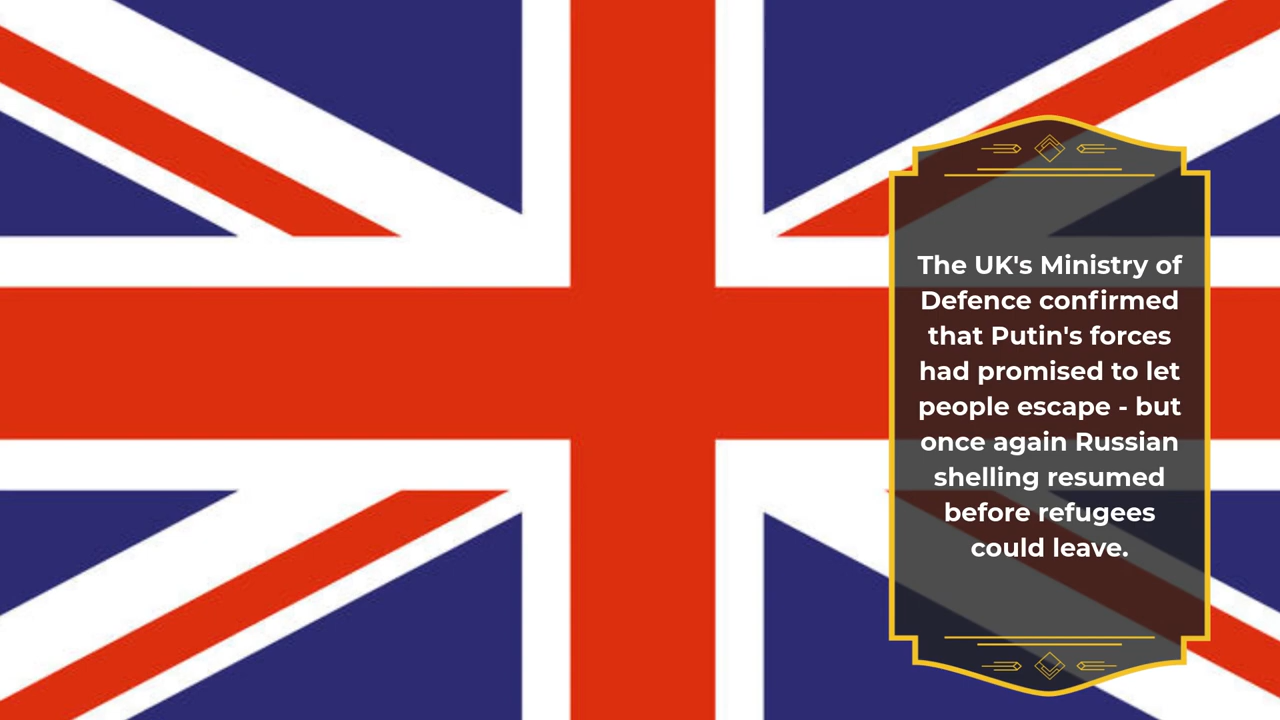 The UK's Ministry of
Defence confirmed
that Putin's forces
had promised to let
people escape - but
once again Russian
shelling resumed
before refugees
could leave.